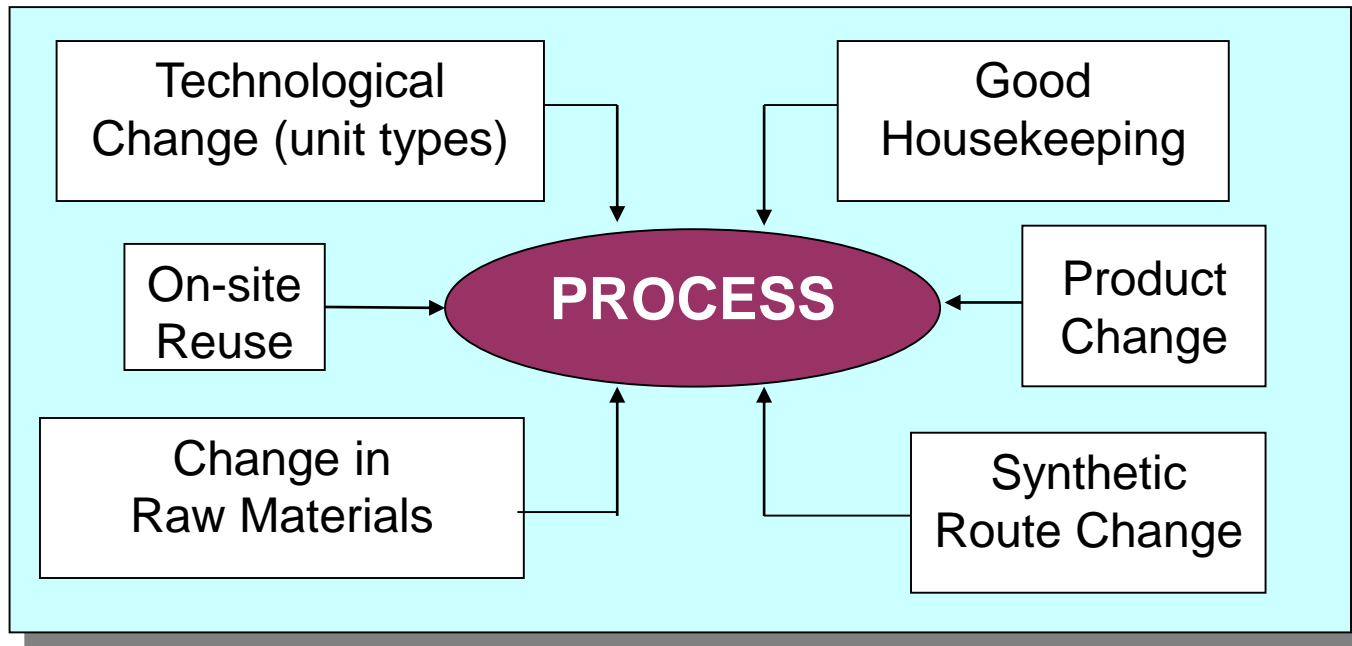 Technological
Change (unit types)
Good
Housekeeping
On-site
Reuse
PROCESS
Product
Change
Change in
Raw Materials
Synthetic
Route Change